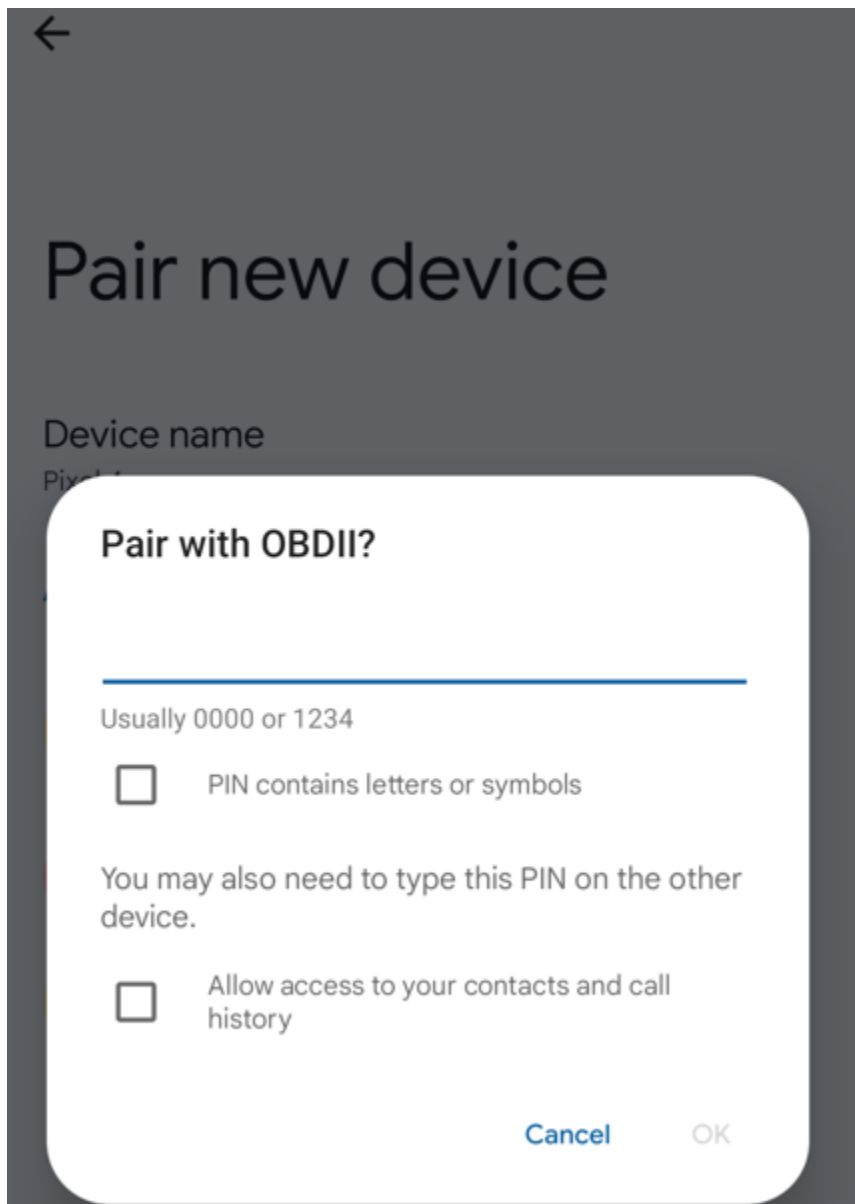 Pair new device
Device name
Pair with OBDII?
Usually 0000 or 1234
PIN contains letters or symbols
You may also need to type this PIN on the other
device.
Allow access to your contacts and call
history
Cancel
OK